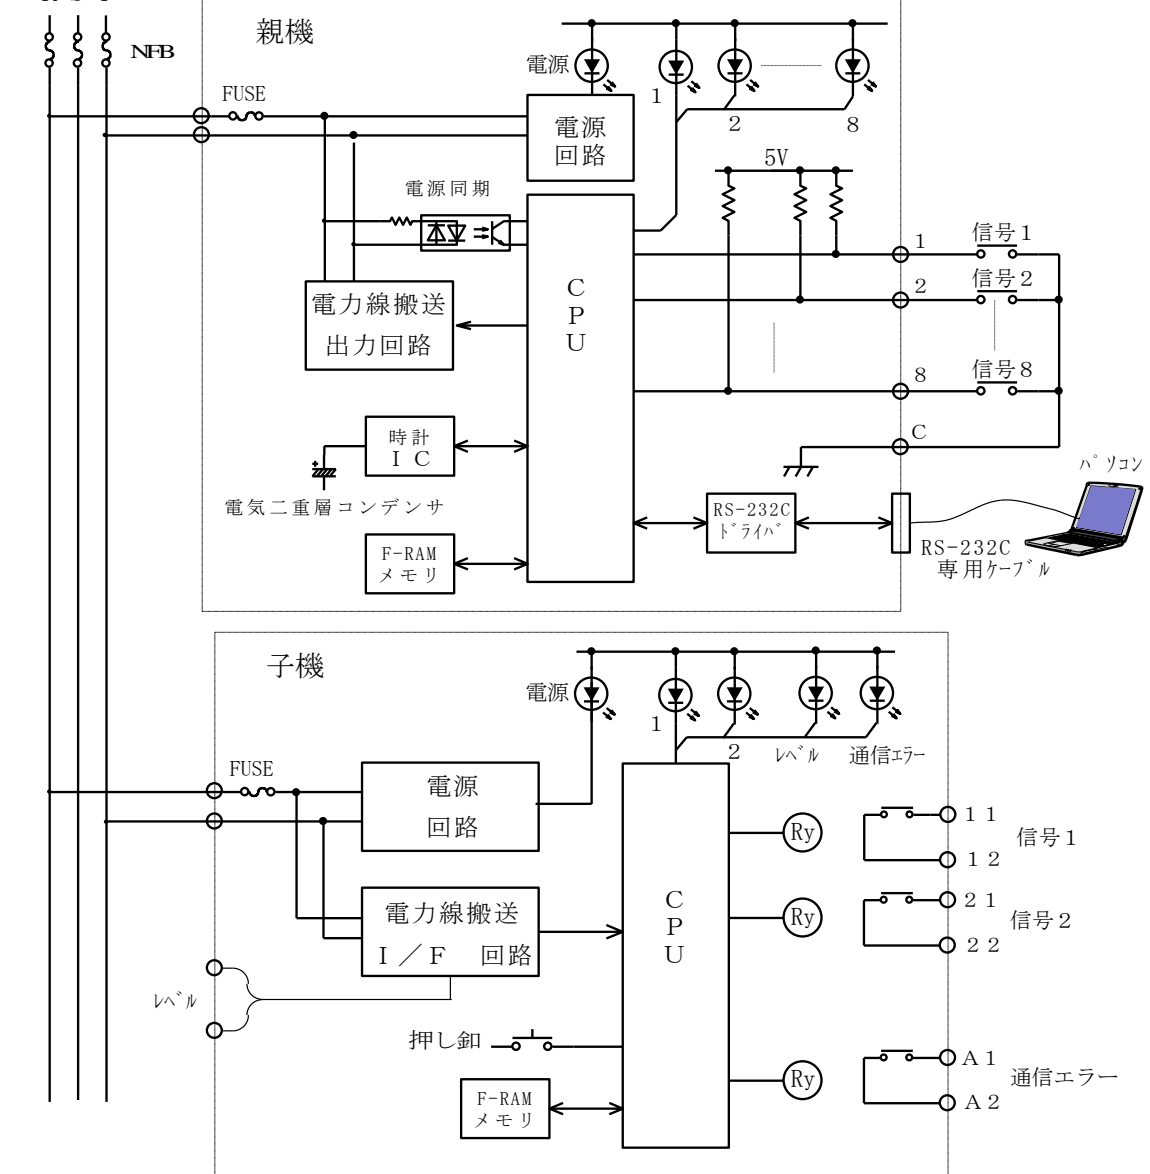 NFB
親機
電源
1
2
8
FUSE
電源
回路
5V
電源同期
信号1
1
信号2
2
CPU
電力線搬送
出力回路
信号8
8
C
時計
IC
電気二重層コンデンサ
RS-232C
ドライバ
パソコン
RS-232C
専用ケーブル
F-RAM
メモリ
子機
電源
1
2
レベル
通信エラー
FUSE
電源
回路
Ry
11
信号1
12
電力線搬送
I/F 回路
CPU
Ry
21
信号2
22
レベル
押し釦
Ry
A1
通信エラー
A2
F-RAM
メモリ